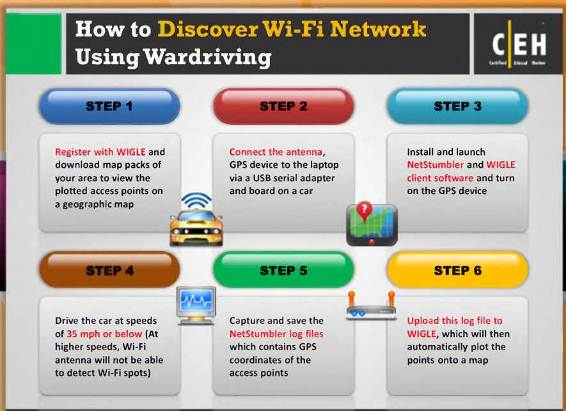 How to Discover Wi-Fi Network
Using Wardriving
C|EH
Certified Ethical Hacker
STEP 1
Register with WIGLE and
download map packs of
your area to view the
plotted access points on
a geographic map
STEP 2
Connect the antenna,
GPS device to the laptop
via a USB serial adapter
and board on a car
STEP 3
Install and launch
NetStumbler and WIGLE
client software and turn
on the GPS device
?
STEP 4
Drive the car at speeds
of 35 mph or below (At
higher speeds, Wi-Fi
antenna will not be able
to detect Wi-Fi spots)
STEP 5
Capture and save the
NetStumbler log files
which contains GPS
coordinates of the
access points
STEP 6
Upload this log file to
WIGLE, which will then
automatically plot the
points onto a map